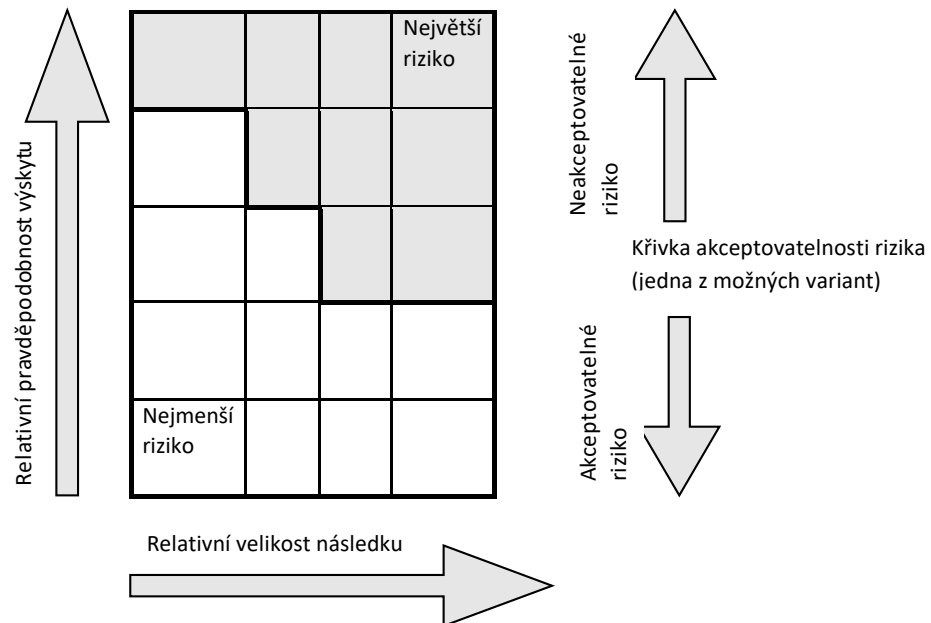 Největší
riziko
Relativní pravděpodobnost výskytu
Neakceptovatelné
riziko
Křivka akceptovatelnosti rizika
(jedna z možných variant)
Akceptovatelné
riziko
Nejmenší
riziko
Relativní velikost následku